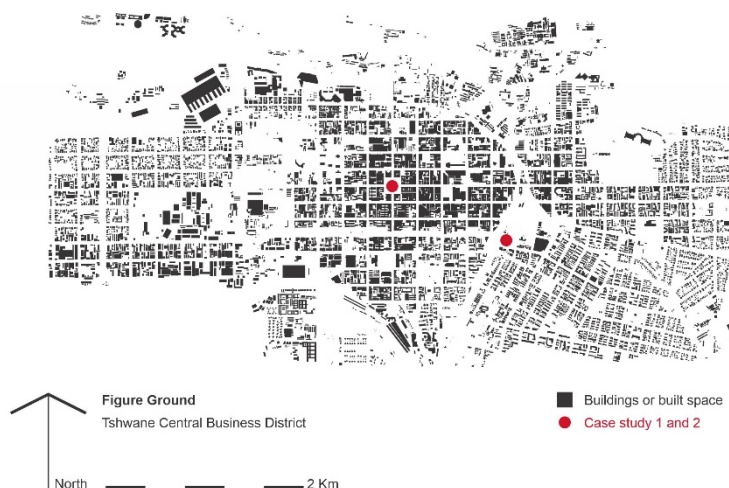 Figure Ground
Tshwane Central Business District
Buildings or built space
Case study 1 and 2
North
2 Km